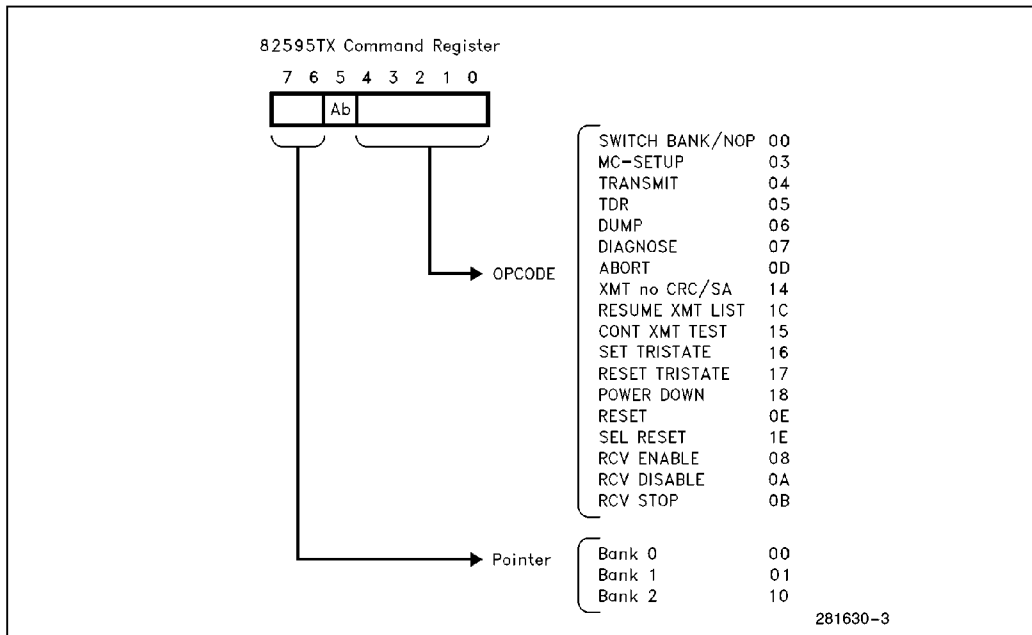 82595TX Command Register
7 6 5 4 3 2 1 0
Ab
SWITCH BANK/NOP 00
MC-SETUP 03
TRANSMIT 04
TDR 05
DUMP 06
DIAGNOSE 07
OPCODE
ABORT 0D
XMT no CRC/SA 14
RESUME XMT LIST 1C
CONT XMT TEST 15
SET TRISTATE 16
RESET TRISTATE 17
POWER DOWN 18
RESET 0E
SEL RESET 1E
RCV ENABLE 08
RCV DISABLE 0A
RCV STOP 0B
Pointer
Bank 0 00
Bank 1 01
Bank 2 10
281630-3